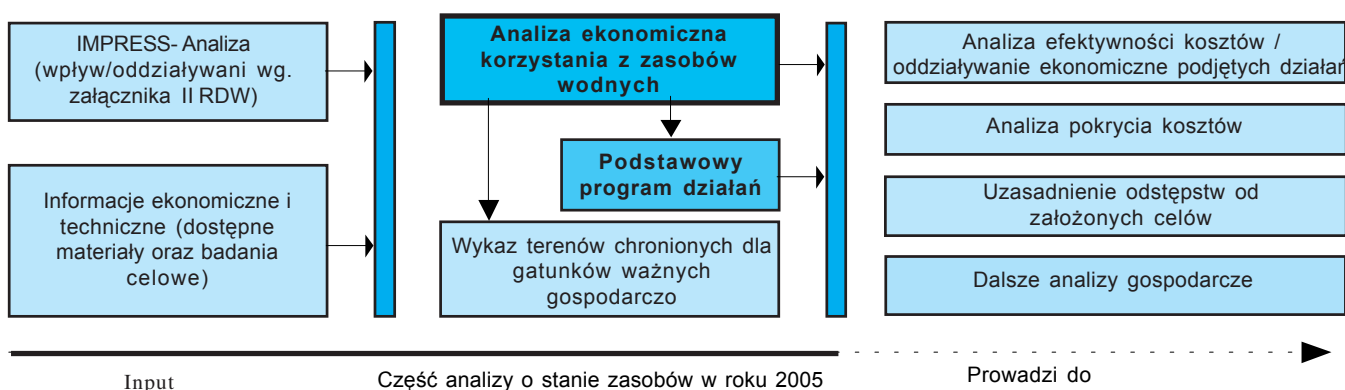 IMPRESS- Analiza
(wpływ/oddziaływani wg.
załącznika II RDW)
Informacje ekonomiczne i
techniczne (dostępne
materiały oraz badania
celowe)
Analiza ekonomiczna
korzystania z zasobów
wodnych
Podstawowy
program działań
Wykaz terenów chronionych dla
gatunków ważnych
gospodarczo
Analiza efektywności kosztów /
oddziaływanie ekonomiczne podjętych działań
Analiza pokrycia kosztów
Uzasadnienie odstępstw od
założonych celów
Dalsze analizy gospodarcze
Input
Część analizy o stanie zasobów w roku 2005
Prowadzi do